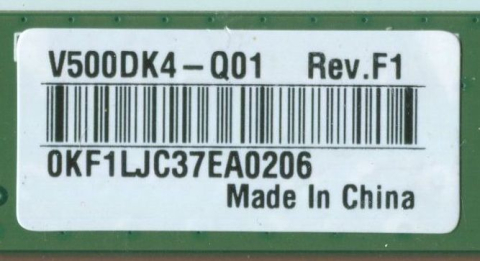 V500DK4-Q01 Rev.F1
0KF1LJC37EA0206
Made In China